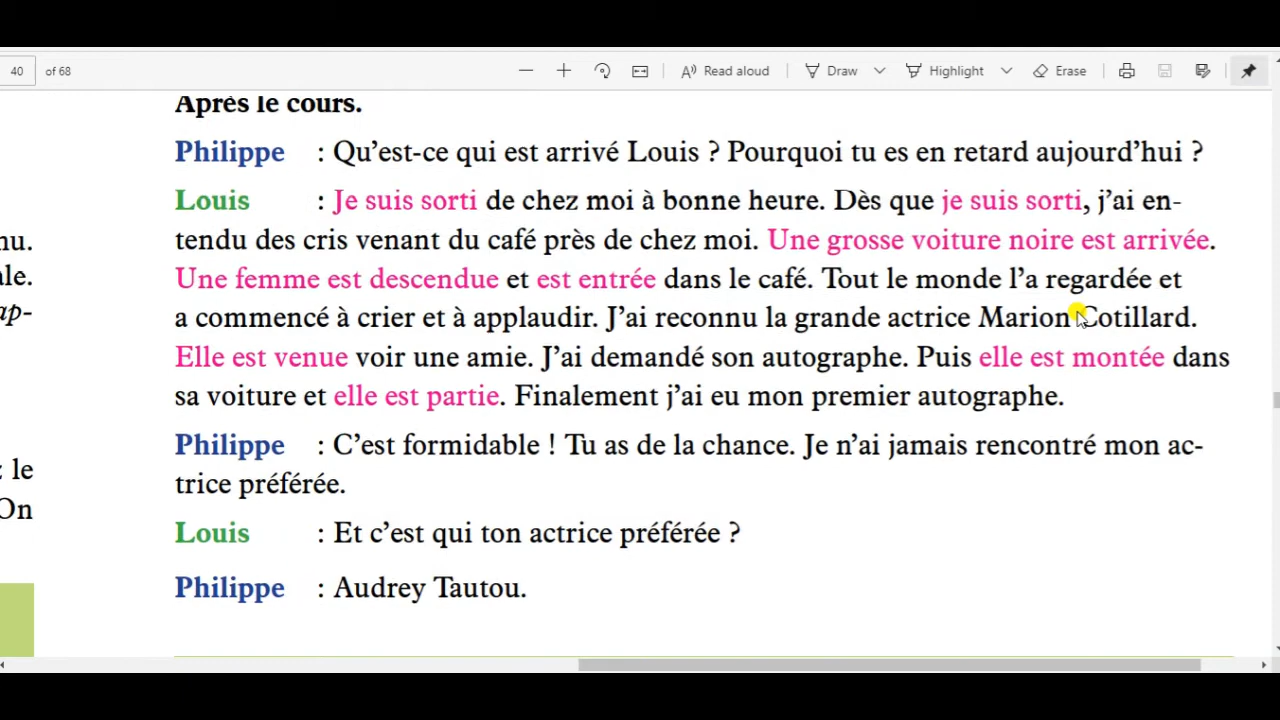 40 of 68 Read aloud Draw Highlight Erase
Après le cours.
Philippe : Qu'est-ce qui est arrivé Louis ? Pourquoi tu es en retard aujourd'hui ?
Louis : Je suis sorti de chez moi à bonne heure. Dès que je suis sorti, j'ai en-
nu. tendu des cris venant du café près de chez moi. Une grosse voiture noire est arrivée.
ale. Une femme est descendue et est entrée dans le café. Tout le monde l'a regardée et
ap- a commencé à crier et à applaudir. J'ai reconnu la grande actrice Marion Cotillard.
Elle est venue voir une amie. J'ai demandé son autographe. Puis elle est montée dans
sa voiture et elle est partie. Finalement j'ai eu mon premier autographe.
Philippe : C'est formidable ! Tu as de la chance. Je n'ai jamais rencontré mon ac-
z le trice préférée.
On
Louis : Et c'est qui ton actrice préférée ?
Philippe : Audrey Tautou.